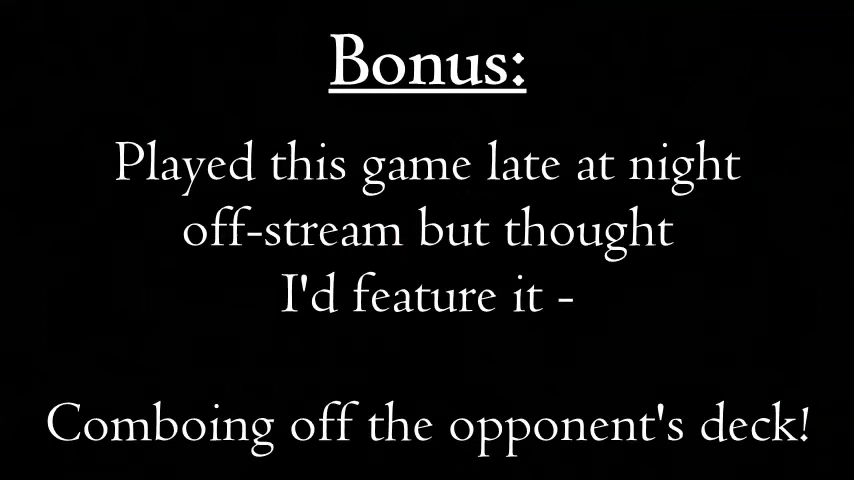 Bonus:
Played this game late at night
off-stream but thought
I'd feature it -
Comboing off the opponent's deck!